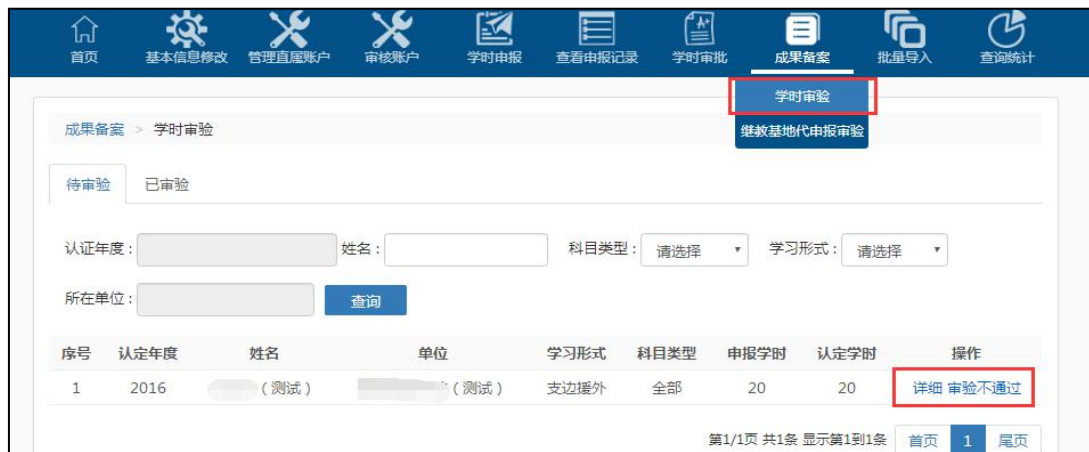 首页 基本信息修改 管理直属账户 审核账户 学时申报 查看申报记录 学时审批 成果备案 批量导入 查询统计
学时审验
继教基地代申报审验
成果备案 > 学时审验
待审验 已审验
认证年度： 姓名： 科目类型： 请选择 学习形式： 请选择
所在单位： 查询
序号 认定年度 姓名 单位 学习形式 科目类型 申报学时 认定学时 操作
1 2016 （测试） （测试） 支边援外 全部 20 20 详细 审验不通过
第1/1页 共1条 显示第1到1条 首页 1 尾页